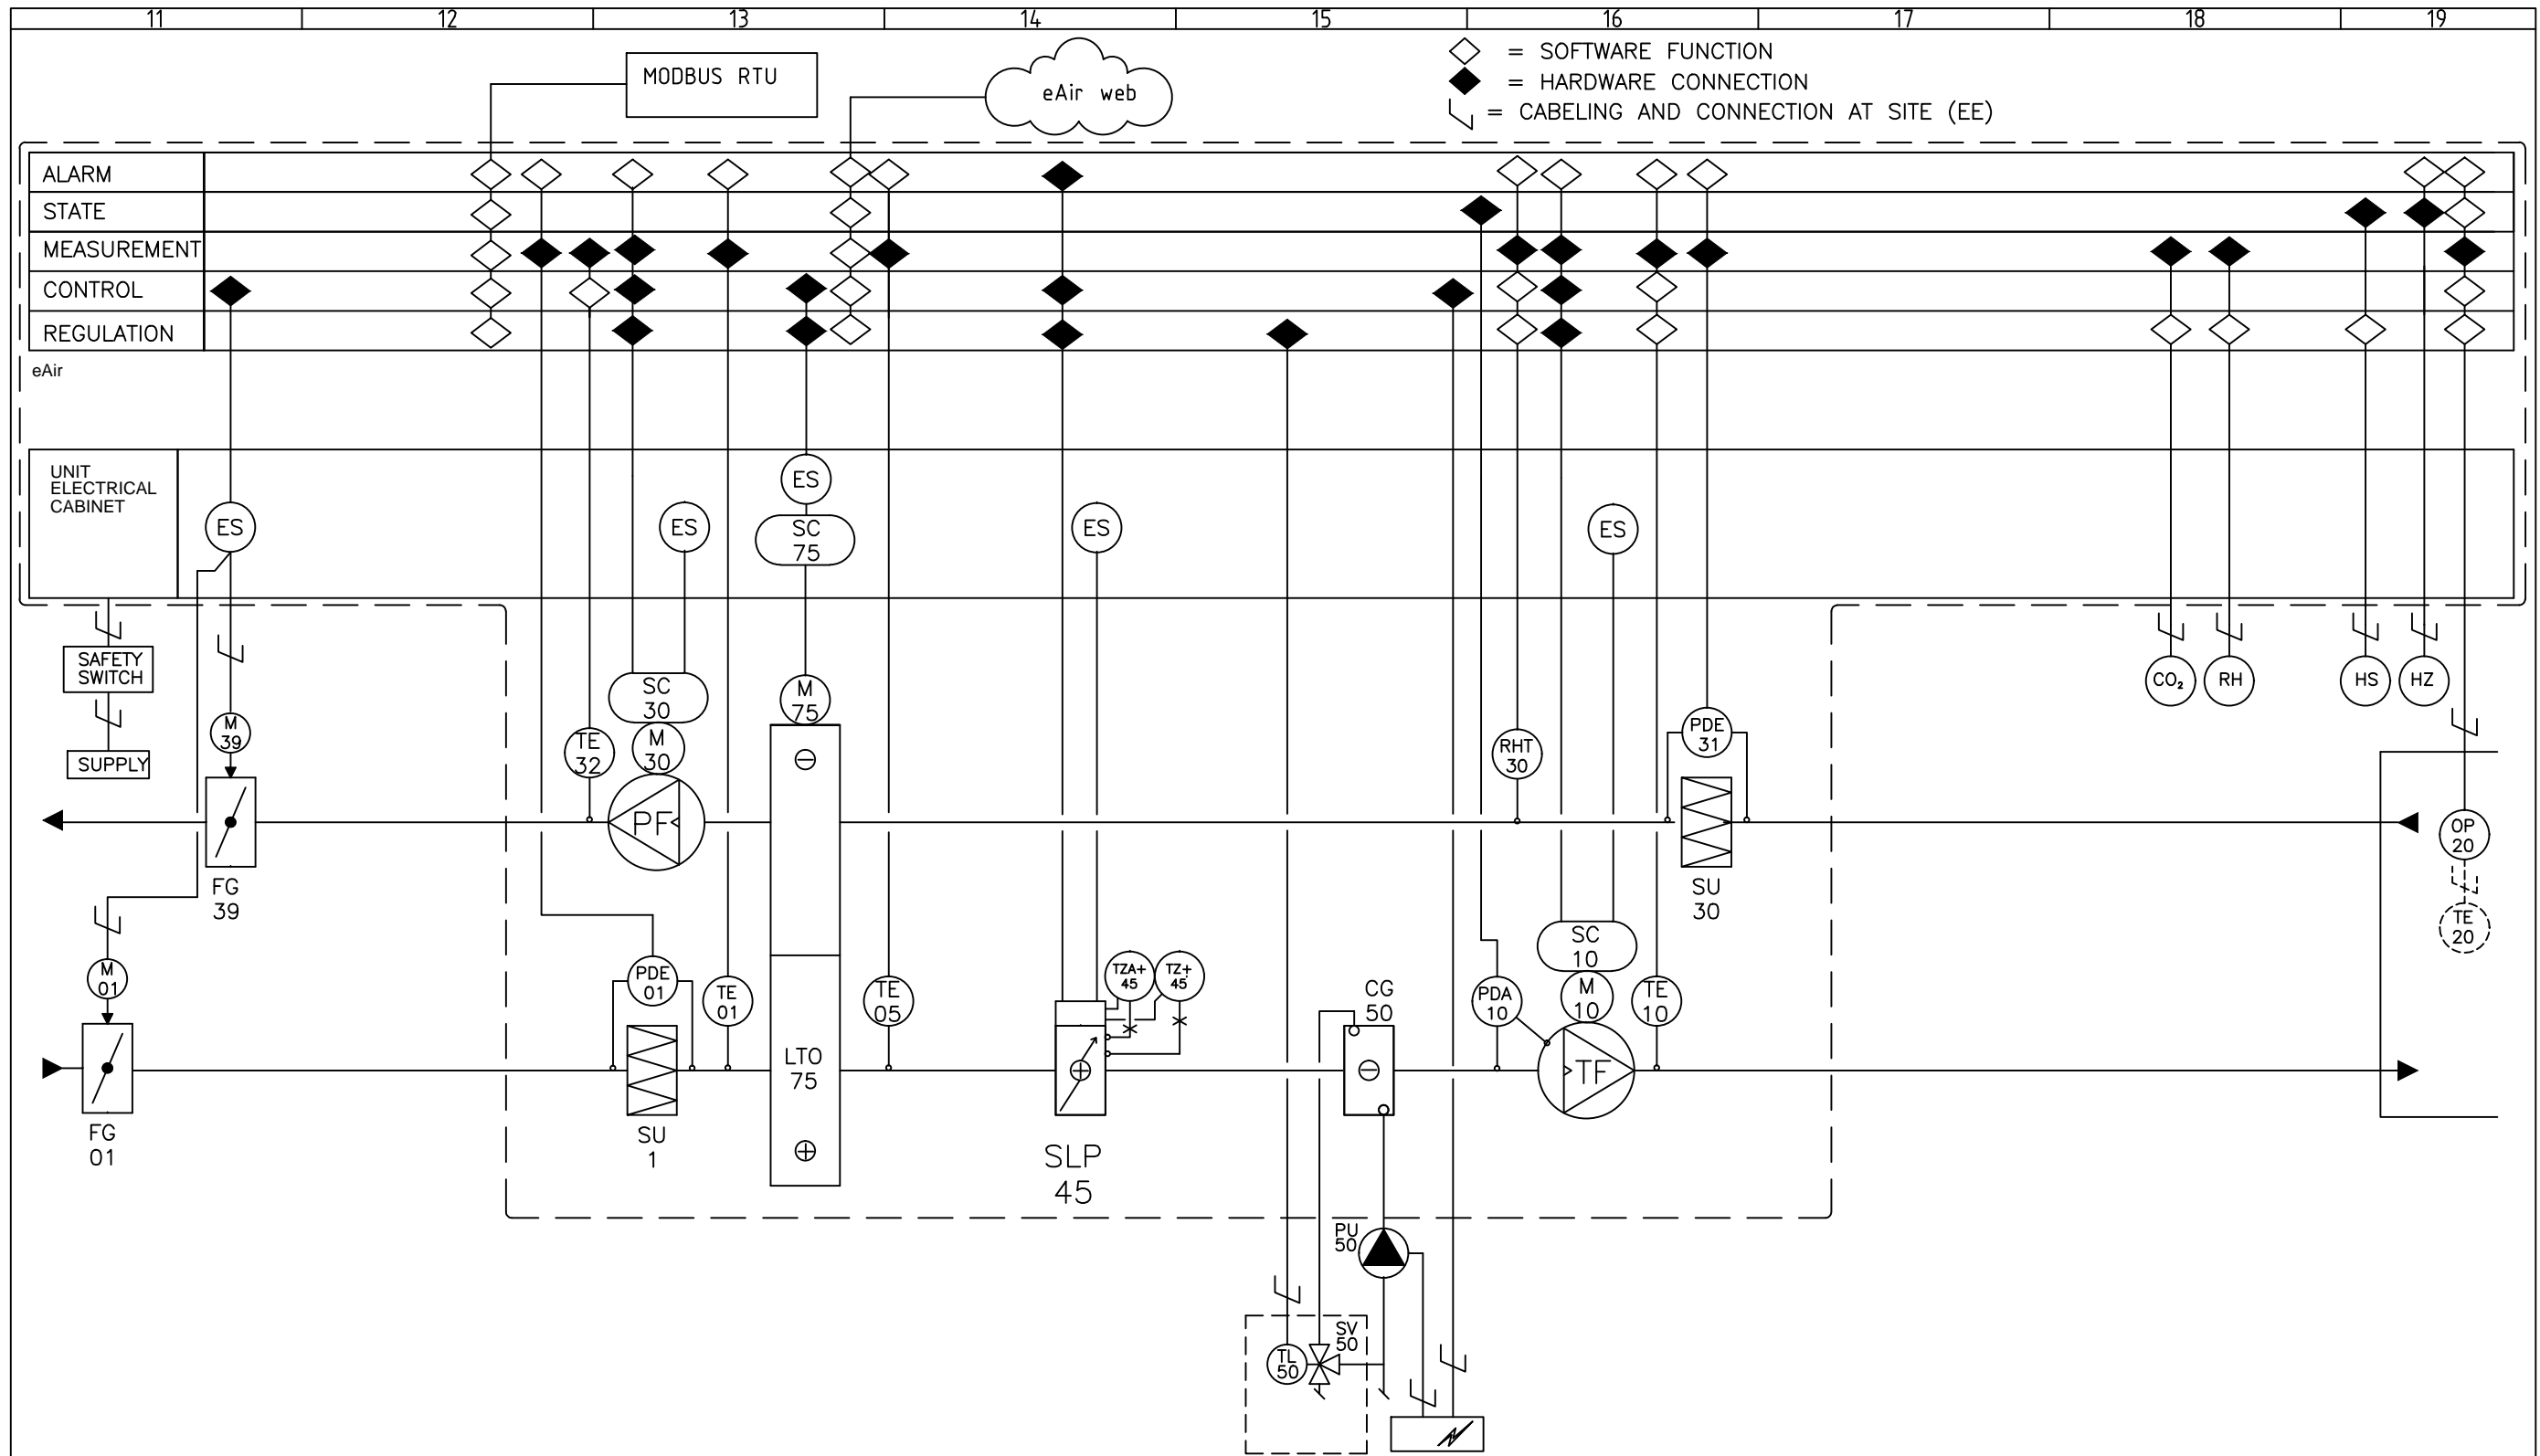 11 12 13 14 15 16 17 18 19
MODBUS RTU
eAir web
= SOFTWARE FUNCTION
= HARDWARE CONNECTION
= CABELING AND CONNECTION AT SITE (EE)
ALARM
STATE
MEASUREMENT
CONTROL
REGULATION
eAir
UNIT
ELECTRICAL
CABINET
ES
ES
ES
SC
75
ES
ES
SAFETY
SWITCH
SUPPLY
M
39
TE
32
SC
30
M
30
M
75
RHT
30
PDE
31
CO₂
RH
HS
HZ
PF
FG
39
SU
30
OP
20
TE
20
M
01
PDE
01
TE
01
TE
05
TZA+
45
TZ+
45
CG
50
PDA
10
SC
10
M
10
TE
10
LTO
75
TF
FG
01
SU
1
SLP
45
PU
50
SV
50
TL
50